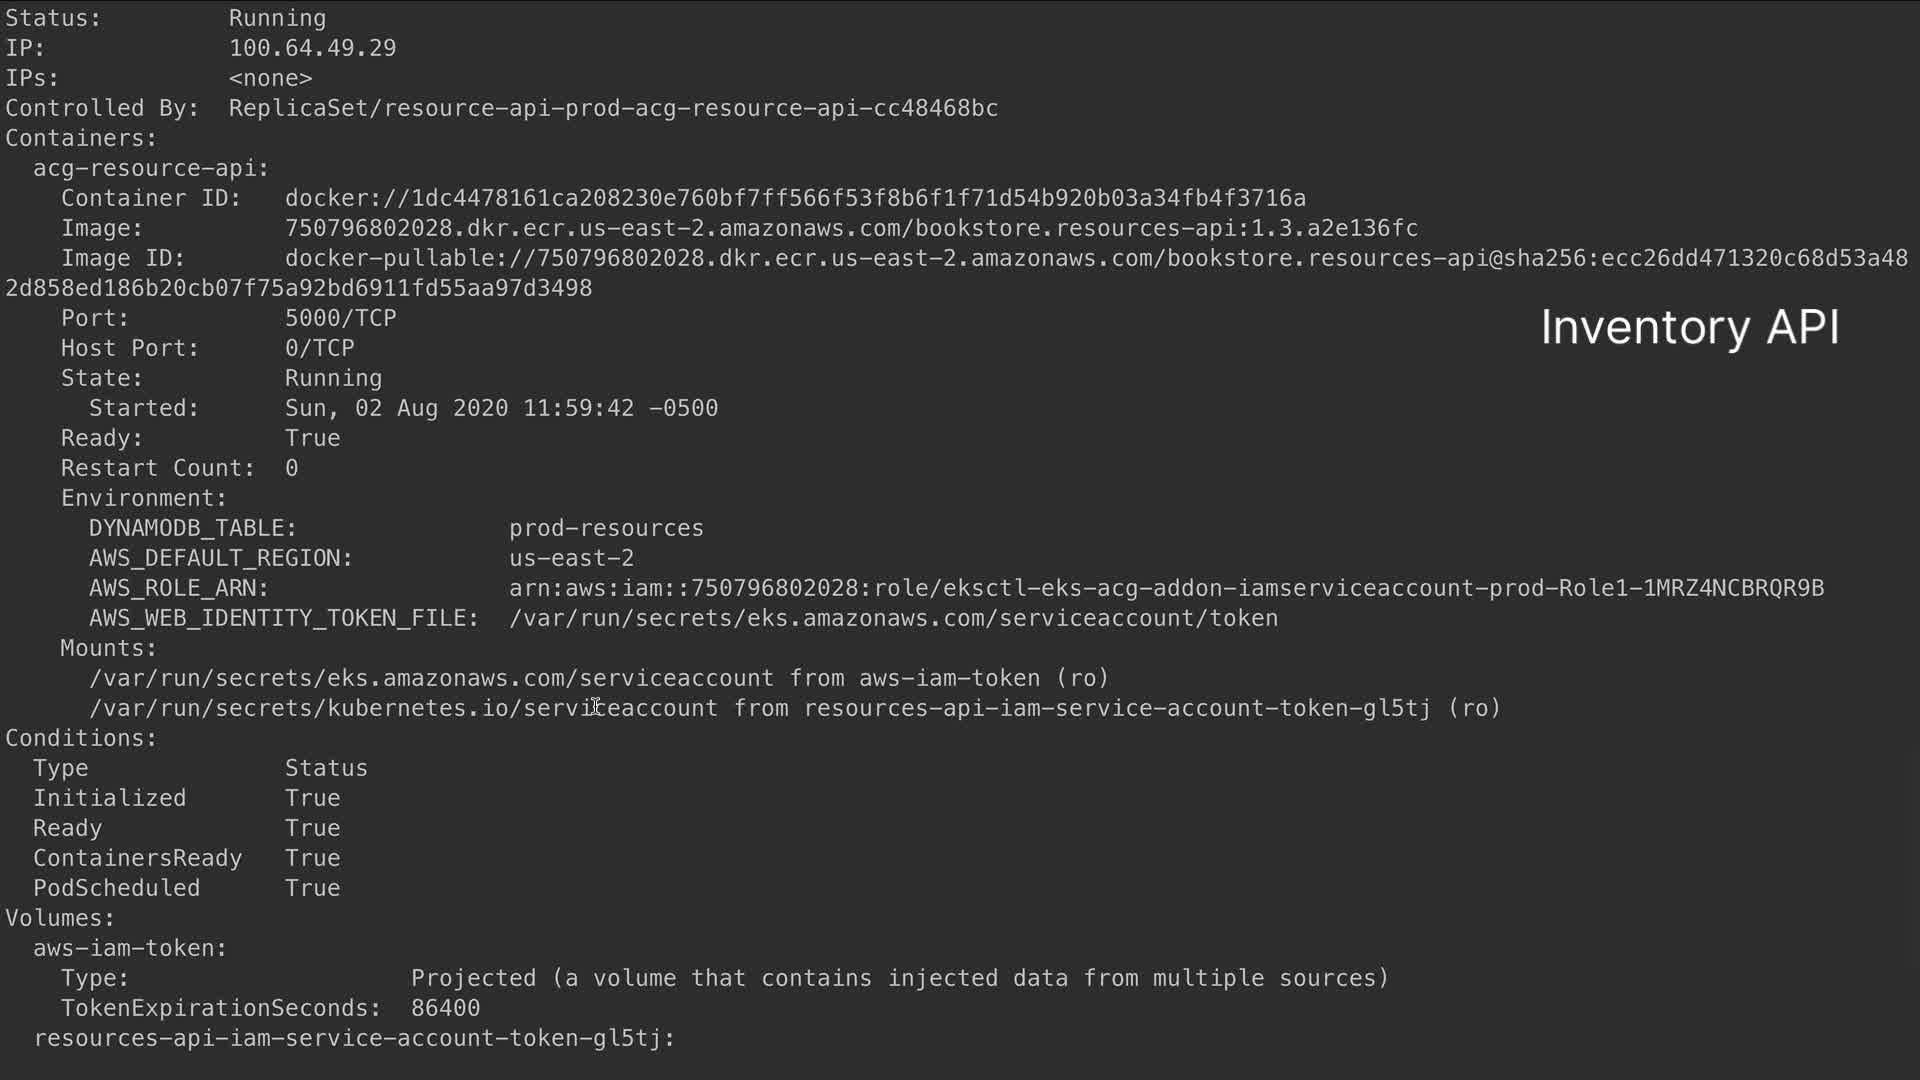 Status: Running
IP: 100.64.49.29
IPs: <none>
Controlled By: ReplicaSet/resource-api-prod-acg-resource-api-cc48468bc
Containers:
acg-resource-api:
Container ID: docker://1dc4478161ca208230e760bf7ff566f53f8b6f1f71d54b920b03a34fb4f3716a
Image: 750796802028.dkr.ecr.us-east-2.amazonaws.com/bookstore.resources-api:1.3.a2e136fc
Image ID: docker-pullable://750796802028.dkr.ecr.us-east-2.amazonaws.com/bookstore.resources-api@sha256:ecc26dd471320c68d53a48
2d858ed186b20cb07f75a92bd6911fd55aa97d3498
Port: 5000/TCP
Inventory API
Host Port: 0/TCP
State: Running
Started: Sun, 02 Aug 2020 11:59:42 -0500
Ready: True
Restart Count: 0
Environment:
DYNAMODB_TABLE: prod-resources
AWS_DEFAULT_REGION: us-east-2
AWS_ROLE_ARN: arn:aws:iam::750796802028:role/eksctl-eks-acg-addon-iamserviceaccount-prod-Role1-1MRZ4NCBRQR9B
AWS_WEB_IDENTITY_TOKEN_FILE: /var/run/secrets/eks.amazonaws.com/serviceaccount/token
Mounts:
/var/run/secrets/eks.amazonaws.com/serviceaccount from aws-iam-token (ro)
/var/run/secrets/kubernetes.io/serviceaccount from resources-api-iam-service-account-token-gl5tj (ro)
Conditions:
Type Status
Initialized True
Ready True
ContainersReady True
PodScheduled True
Volumes:
aws-iam-token:
Type: Projected (a volume that contains injected data from multiple sources)
TokenExpirationSeconds: 86400
resources-api-iam-service-account-token-gl5tj: